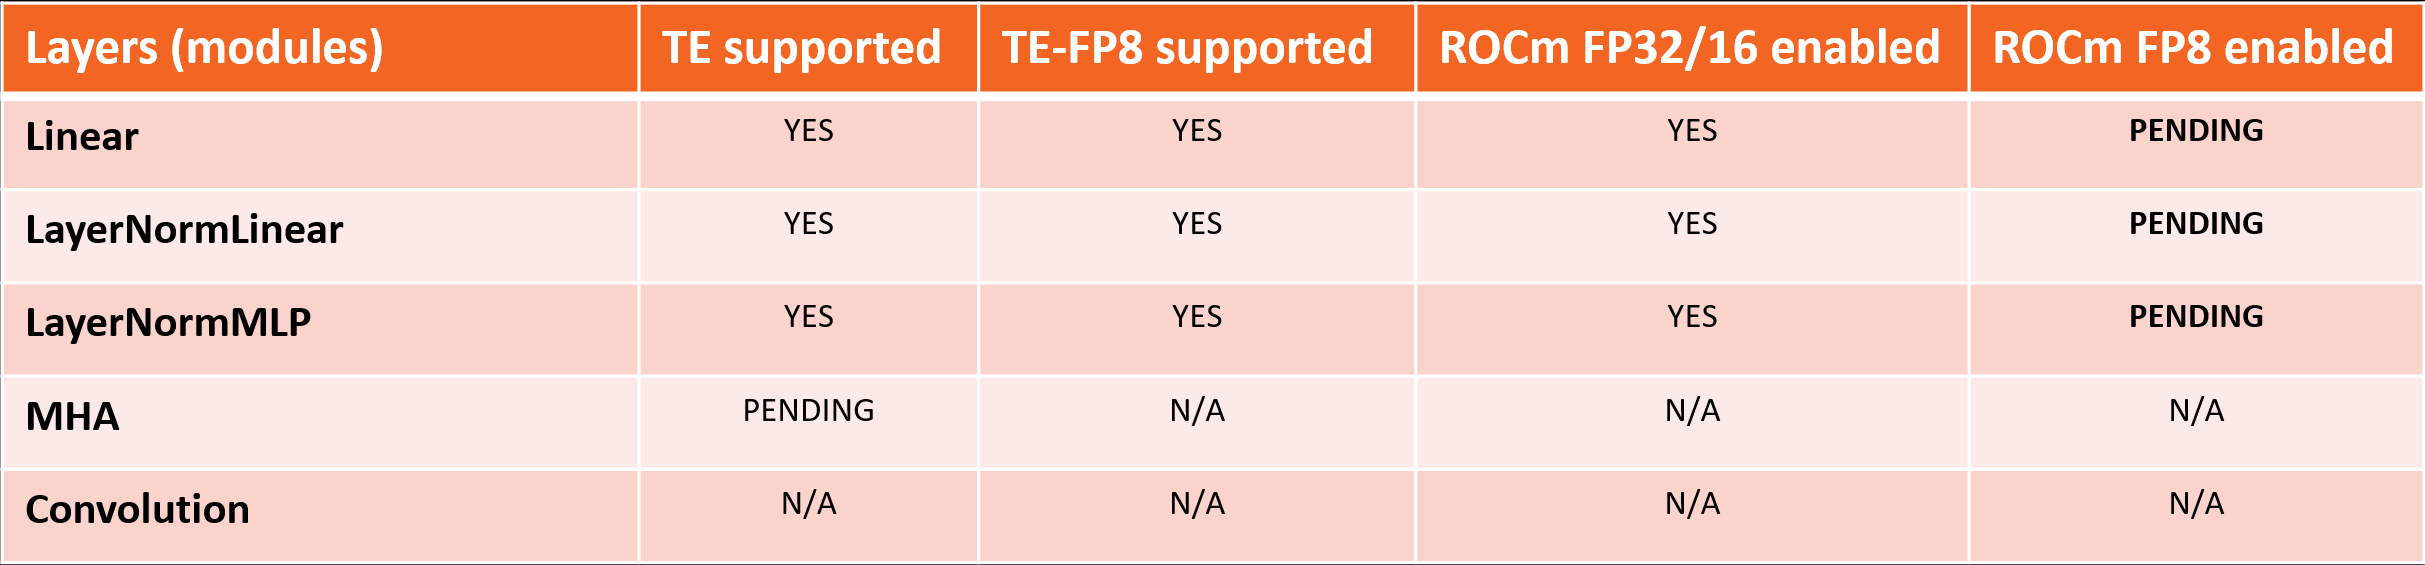 Layers (modules) TE supported TE-FP8 supported ROCm FP32/16 enabled ROCm FP8 enabled
Linear YES YES YES PENDING
LayerNormLinear YES YES YES PENDING
LayerNormMLP YES YES YES PENDING
MHA PENDING N/A N/A N/A
Convolution N/A N/A N/A N/A